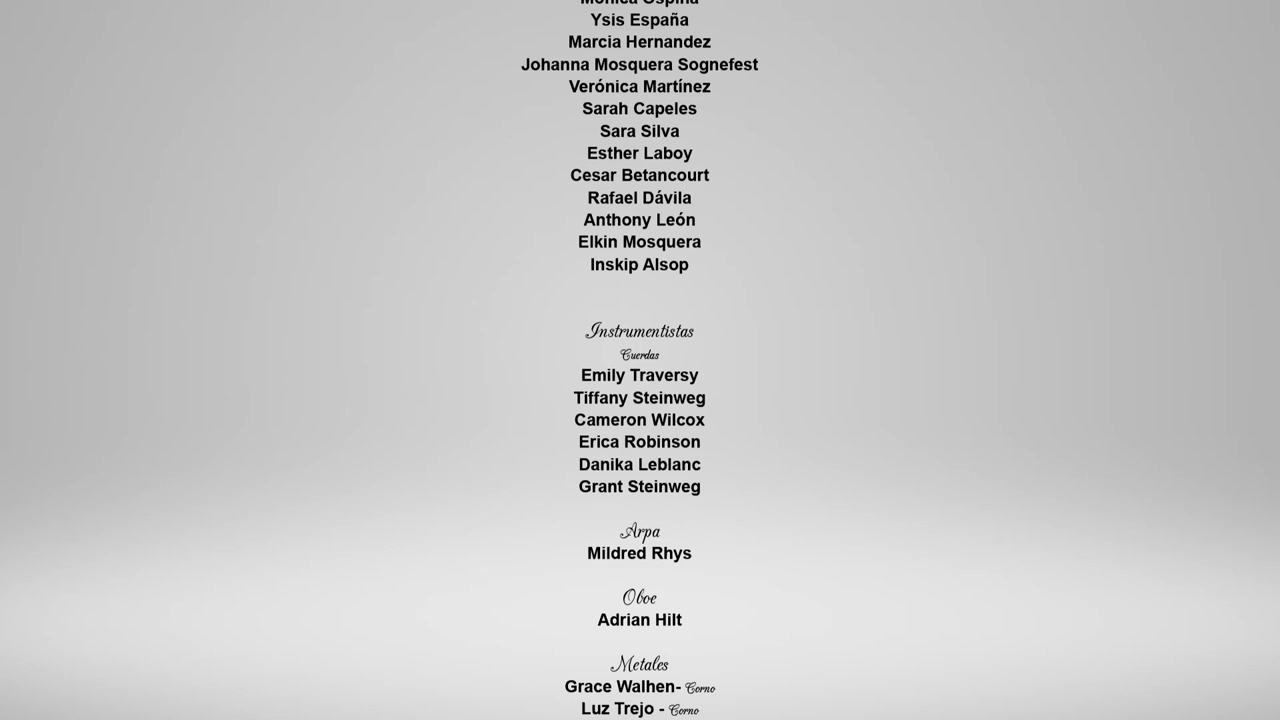 Mónica Ospina
Ysis España
Marcia Hernandez
Johanna Mosquera Sognefest
Verónica Martínez
Sarah Capeles
Sara Silva
Esther Laboy
Cesar Betancourt
Rafael Dávila
Anthony León
Elkin Mosquera
Inskip Alsop
Instrumentistas
Cuerdas
Emily Traversy
Tiffany Steinweg
Cameron Wilcox
Erica Robinson
Danika Leblanc
Grant Steinweg
Arpa
Mildred Rhys
Oboe
Adrian Hilt
Metales
Grace Walhen- Corno
Luz Trejo - Corno